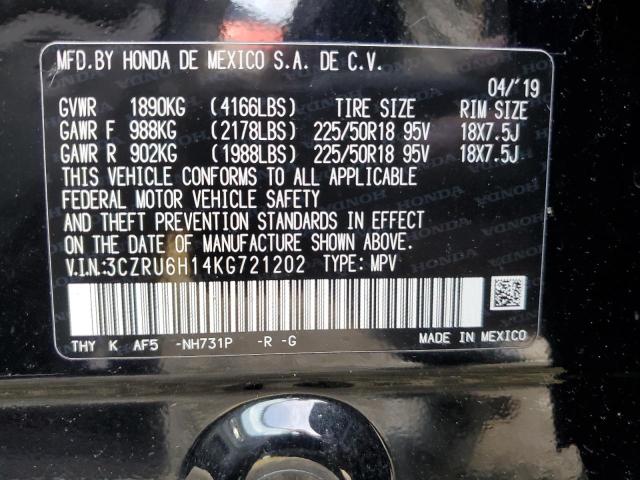 MFD.BY HONDA DE MEXICO S.A. DE C.V.
04/'19
GVWR 1890KG (4166LBS) TIRE SIZE RIM SIZE
GAWR F 988KG (2178LBS) 225/50R18 95V 18X7.5J
GAWR R 902KG (1988LBS) 225/50R18 95V 18X7.5J
THIS VEHICLE CONFORMS TO ALL APPLICABLE
FEDERAL MOTOR VEHICLE SAFETY
AND THEFT PREVENTION STANDARDS IN EFFECT
ON THE DATE OF MANUFACTURE SHOWN ABOVE.
V.I.N:3CZRU6H14KG721202 TYPE: MPV
THY K AF5 -NH731P -R -G MADE IN MEXICO